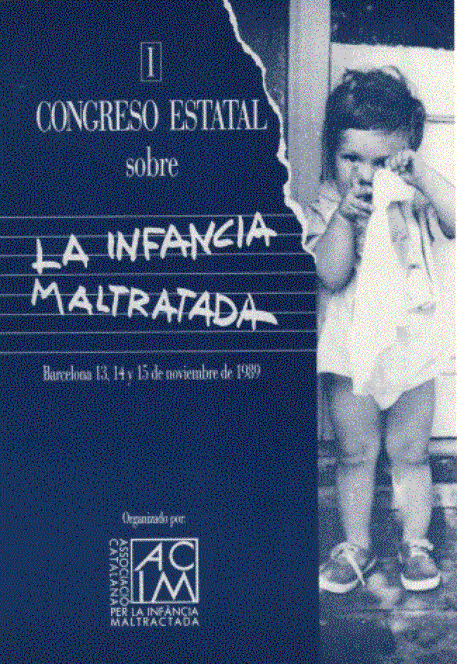 I
CONGRESO ESTATAL
sobre
LA INFANCIA
MALTRATADA
Barcelona 13, 14 y 15 de noviembre de 1989
Organizado por:
ACIM
ASSOCIACIÓ
CATALANA
PER LA INFÀNCIA
MALTRACTADA